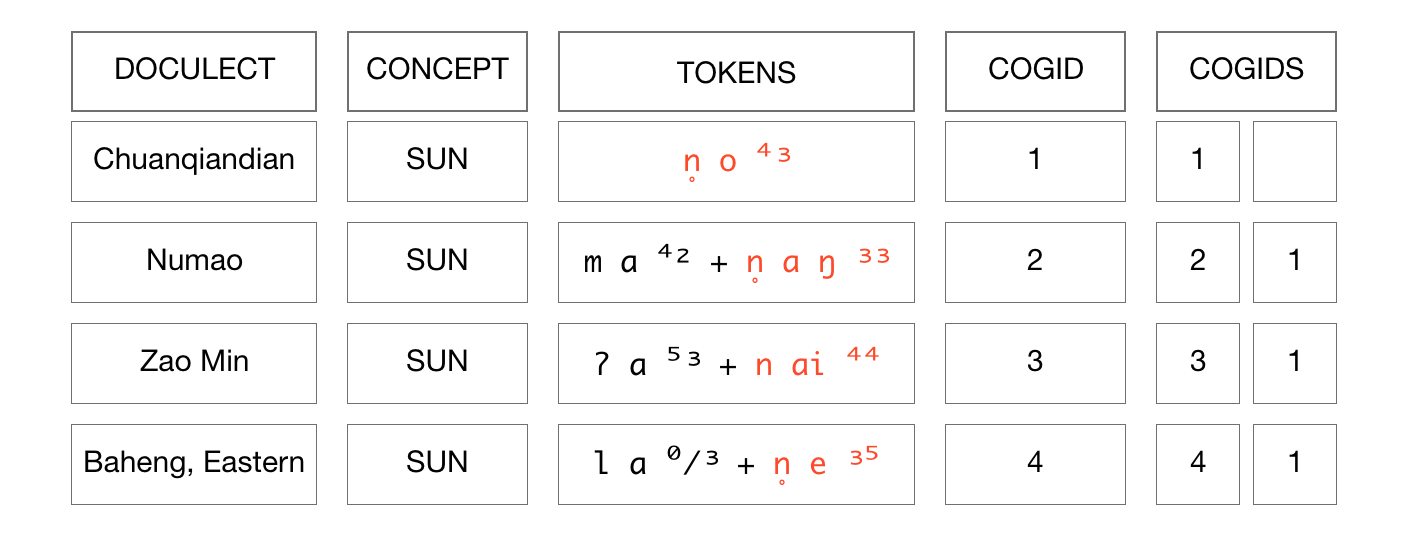 DOCULECT CONCEPT TOKENS COGID COGIDS
Chuanqiandian SUN n̥ o ⁴³ 1 1
Numao SUN m a ⁴² + n̥ a ŋ ³³ 2 2 1
Zao Min SUN ʔ a ⁵³ + n ai ⁴⁴ 3 3 1
Baheng, Eastern SUN l a ⁰/³ + n̥ e ³⁵ 4 4 1